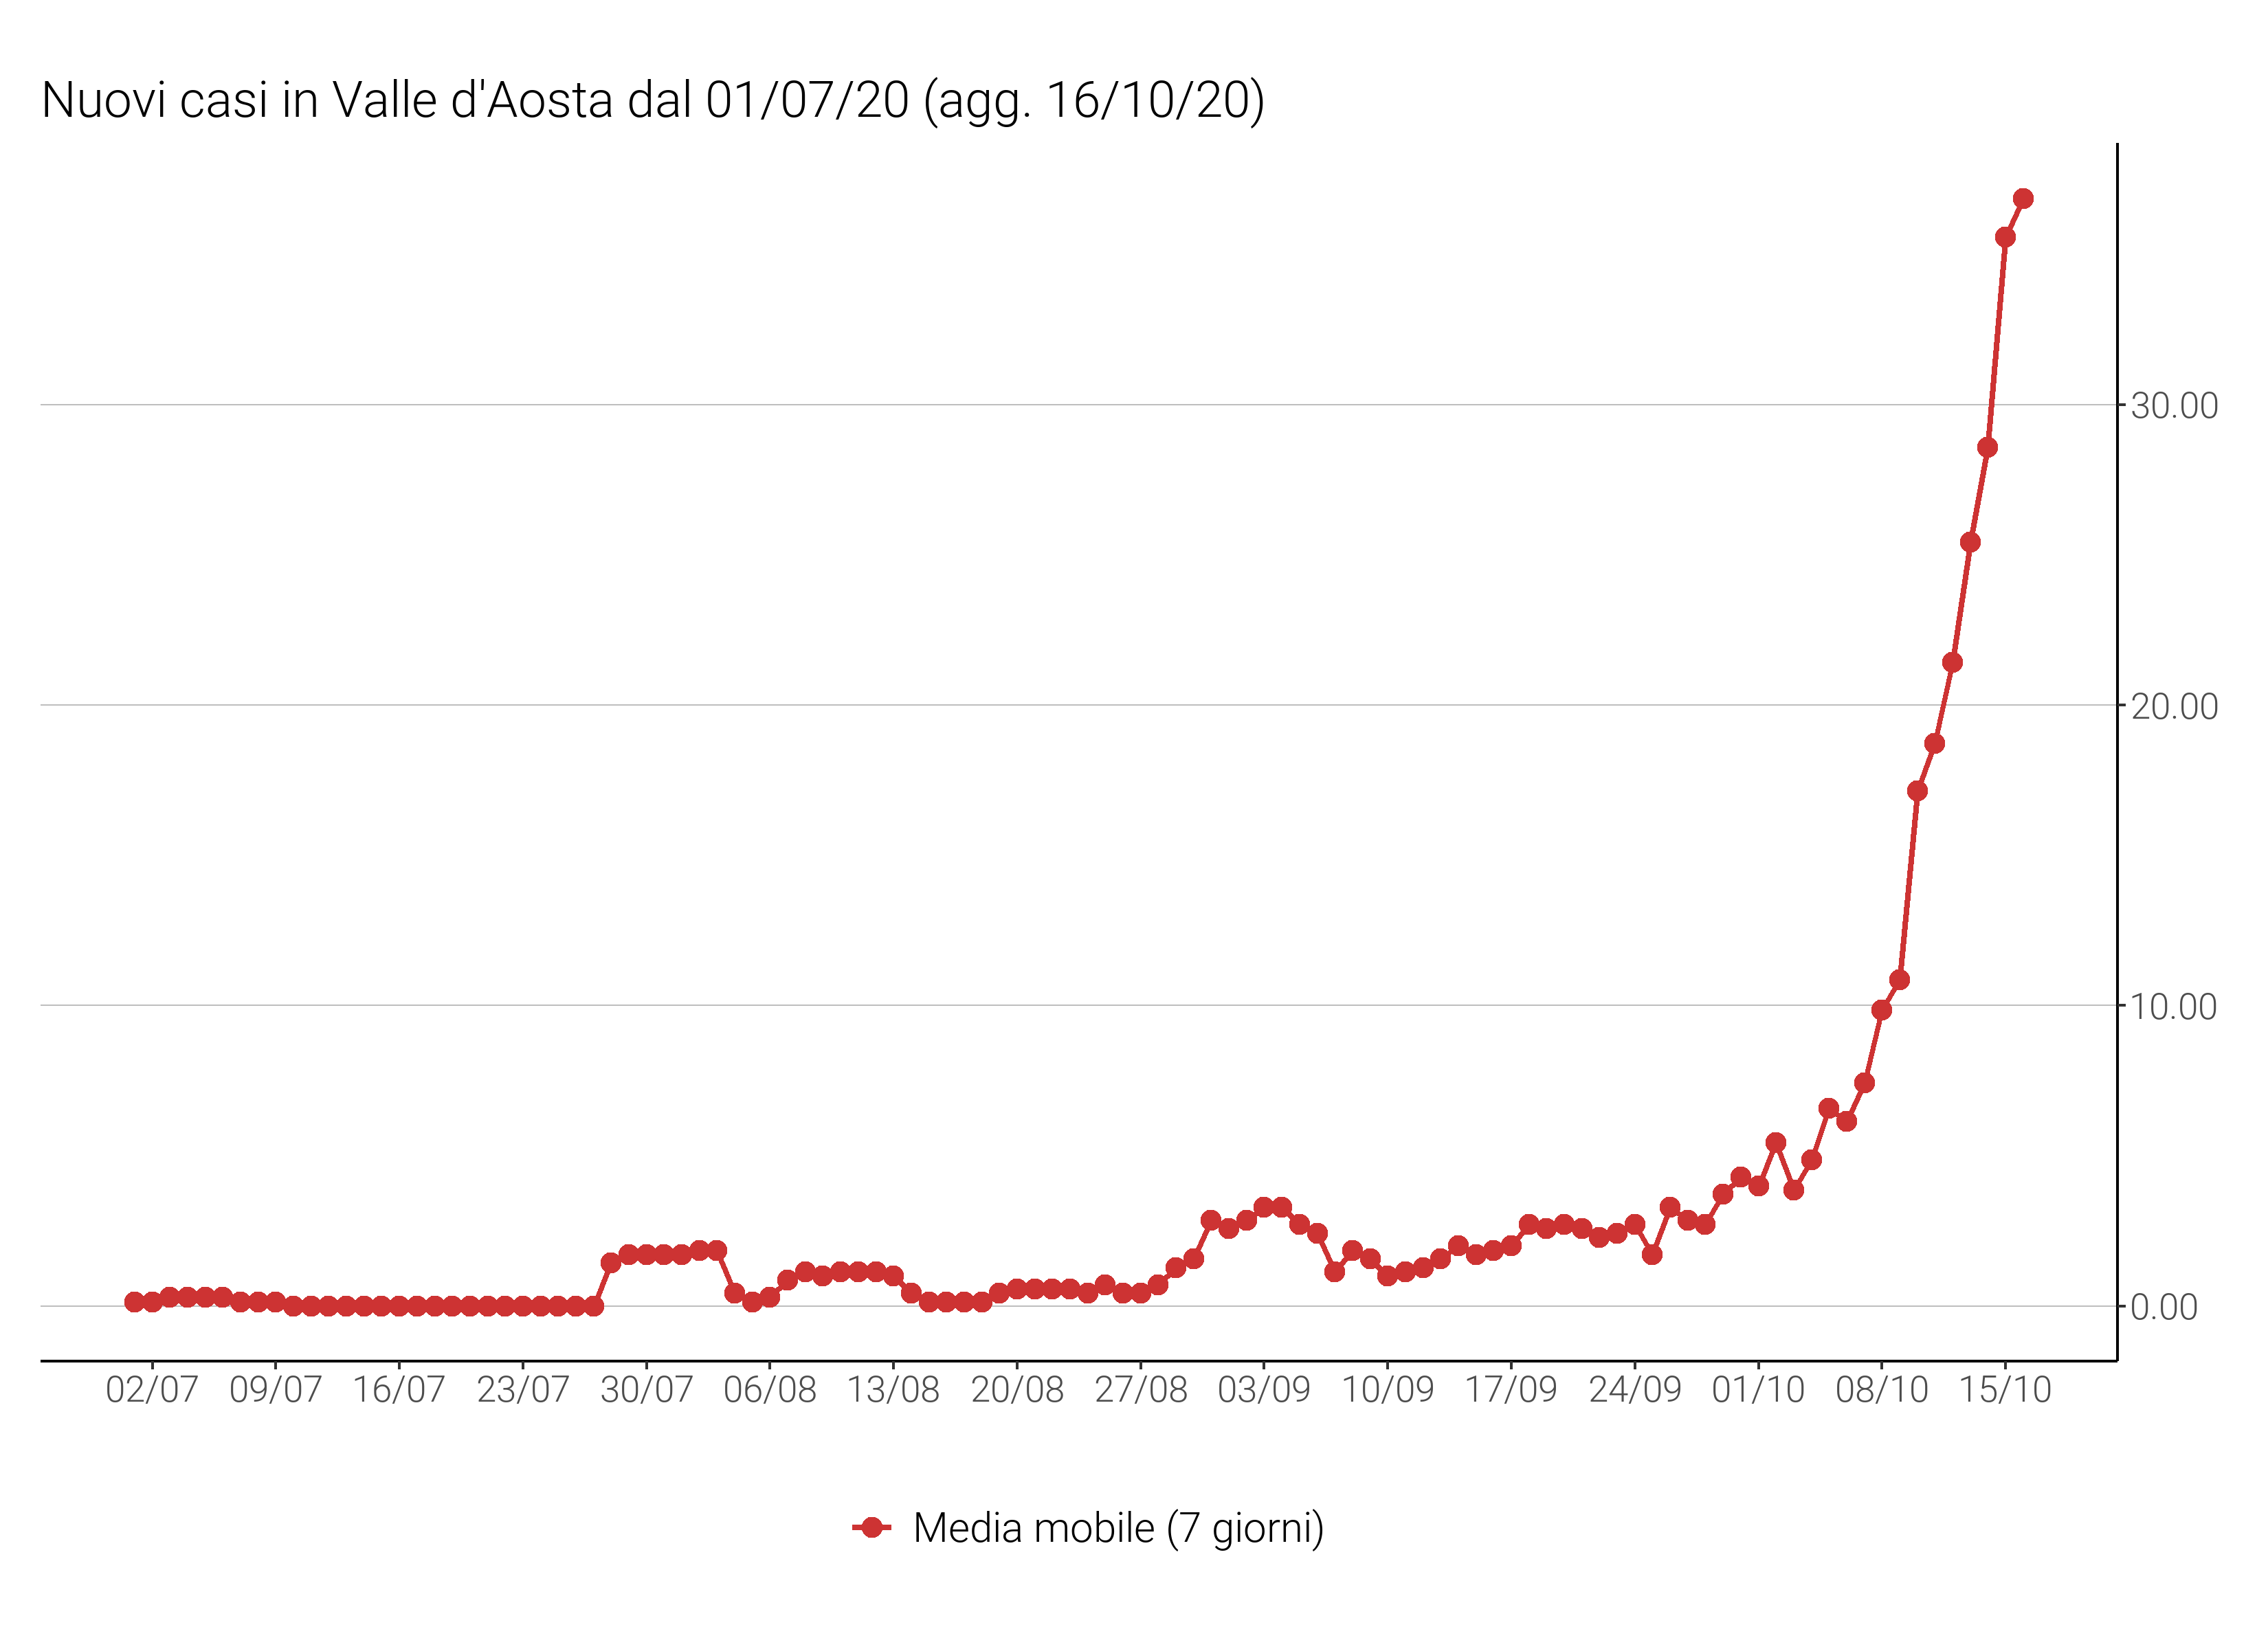 Nuovi casi in Valle d'Aosta dal 01/07/20 (agg. 16/10/20)
30.00
20.00
10.00
0.00
02/07 09/07 16/07 23/07 30/07 06/08 13/08 20/08 27/08 03/09 10/09 17/09 24/09 01/10 08/10 15/10
Media mobile (7 giorni)